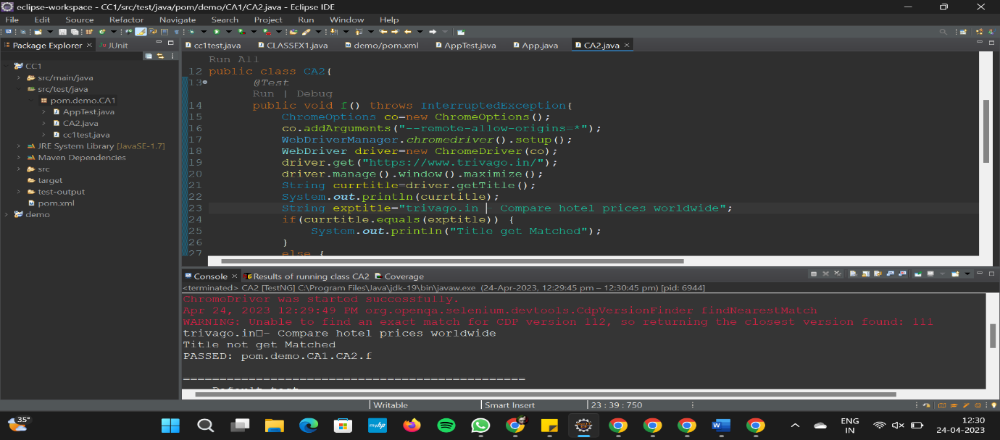 eclipse-workspace - CC1/src/test/java/pom/demo/CA1/CA2.java - Eclipse IDE
File Edit Source Refactor Navigate Search Project Run Window Help
Package Explorer × JUnit
cc1test.java CLASSEX1.java demo/pom.xml AppTest.java App.java CA2.java ×
CC1
src/main/java
src/test/java
pom.demo.CA1
AppTest.java
CA2.java
cc1test.java
JRE System Library [JavaSE-1.7]
Maven Dependencies
src
target
test-output
pom.xml
demo
Run All
12 public class CA2{
13 @Test
Run | Debug
14 public void f() throws InterruptedException{
15 ChromeOptions co=new ChromeOptions();
16 co.addArguments("--remote-allow-origins=*");
17 WebDriverManager.chromedriver().setup();
18 WebDriver driver=new ChromeDriver(co);
19 driver.get("https://www.trivago.in/");
20 driver.manage().window().maximize();
21 String currtitle=driver.getTitle();
22 System.out.println(currtitle);
23 String exptitle="trivago.in - Compare hotel prices worldwide";
24 if(currtitle.equals(exptitle)) {
25 System.out.println("Title get Matched");
26 }
27 else {
Console × Results of running class CA2 Coverage
<terminated> CA2 [TestNG] C:\Program Files\Java\jdk-19\bin\javaw.exe (24-Apr-2023, 12:29:45 pm – 12:30:45 pm) [pid: 6944]
ChromeDriver was started successfully.
Apr 24, 2023 12:29:49 PM org.openqa.selenium.devtools.CdpVersionFinder findNearestMatch
WARNING: Unable to find an exact match for CDP version 112, so returning the closest version found: 111
trivago.in□- Compare hotel prices worldwide
Title not get Matched
PASSED: pom.demo.CA1.CA2.f
===============================================
Default test
Writable Smart Insert 23 : 39 : 750
35°
myhp
ENG
IN
12:30
24-04-2023